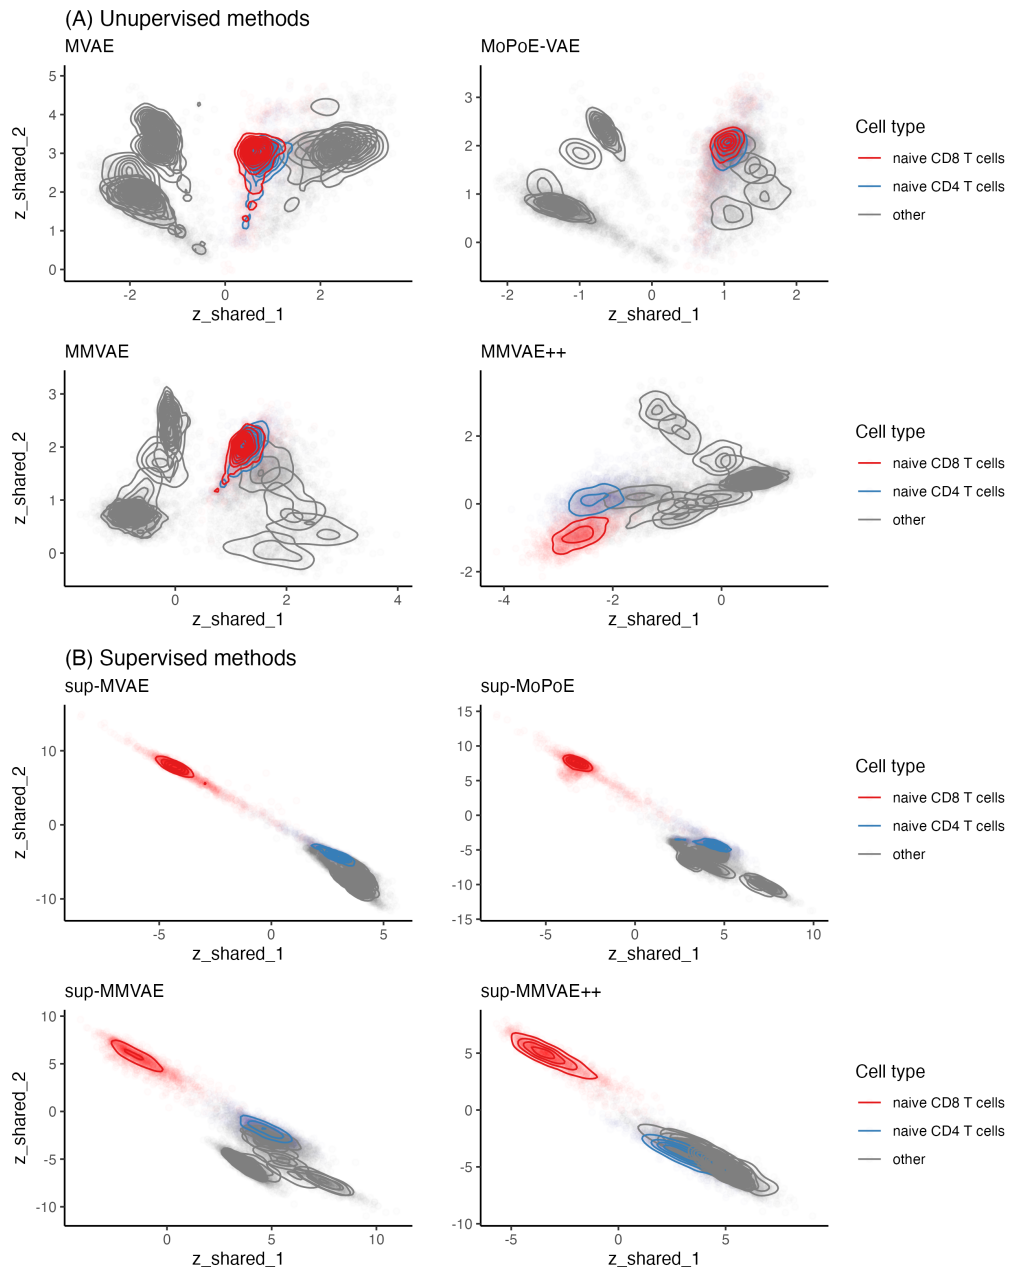 (A) Unupervised methods
MVAE
MoPoE-VAE
5
4
3
2
1
0
z_shared_2
-2
0
2
z_shared_1
3
2
1
0
-2
-1
0
1
2
z_shared_1
Cell type
naive CD8 T cells
naive CD4 T cells
other
MMVAE
MMVAE++
3
2
1
0
z_shared_2
0
2
4
z_shared_1
2
0
-2
-4
-2
0
z_shared_1
Cell type
naive CD8 T cells
naive CD4 T cells
other
(B) Supervised methods
sup-MVAE
sup-MoPoE
10
0
-10
z_shared_2
-5
0
5
z_shared_1
15
10
5
0
-5
-10
-15
-5
0
5
10
z_shared_1
Cell type
naive CD8 T cells
naive CD4 T cells
other
sup-MMVAE
sup-MMVAE++
10
5
0
-5
-10
z_shared_2
0
5
10
z_shared_1
5
0
-5
-10
-5
0
5
z_shared_1
Cell type
naive CD8 T cells
naive CD4 T cells
other